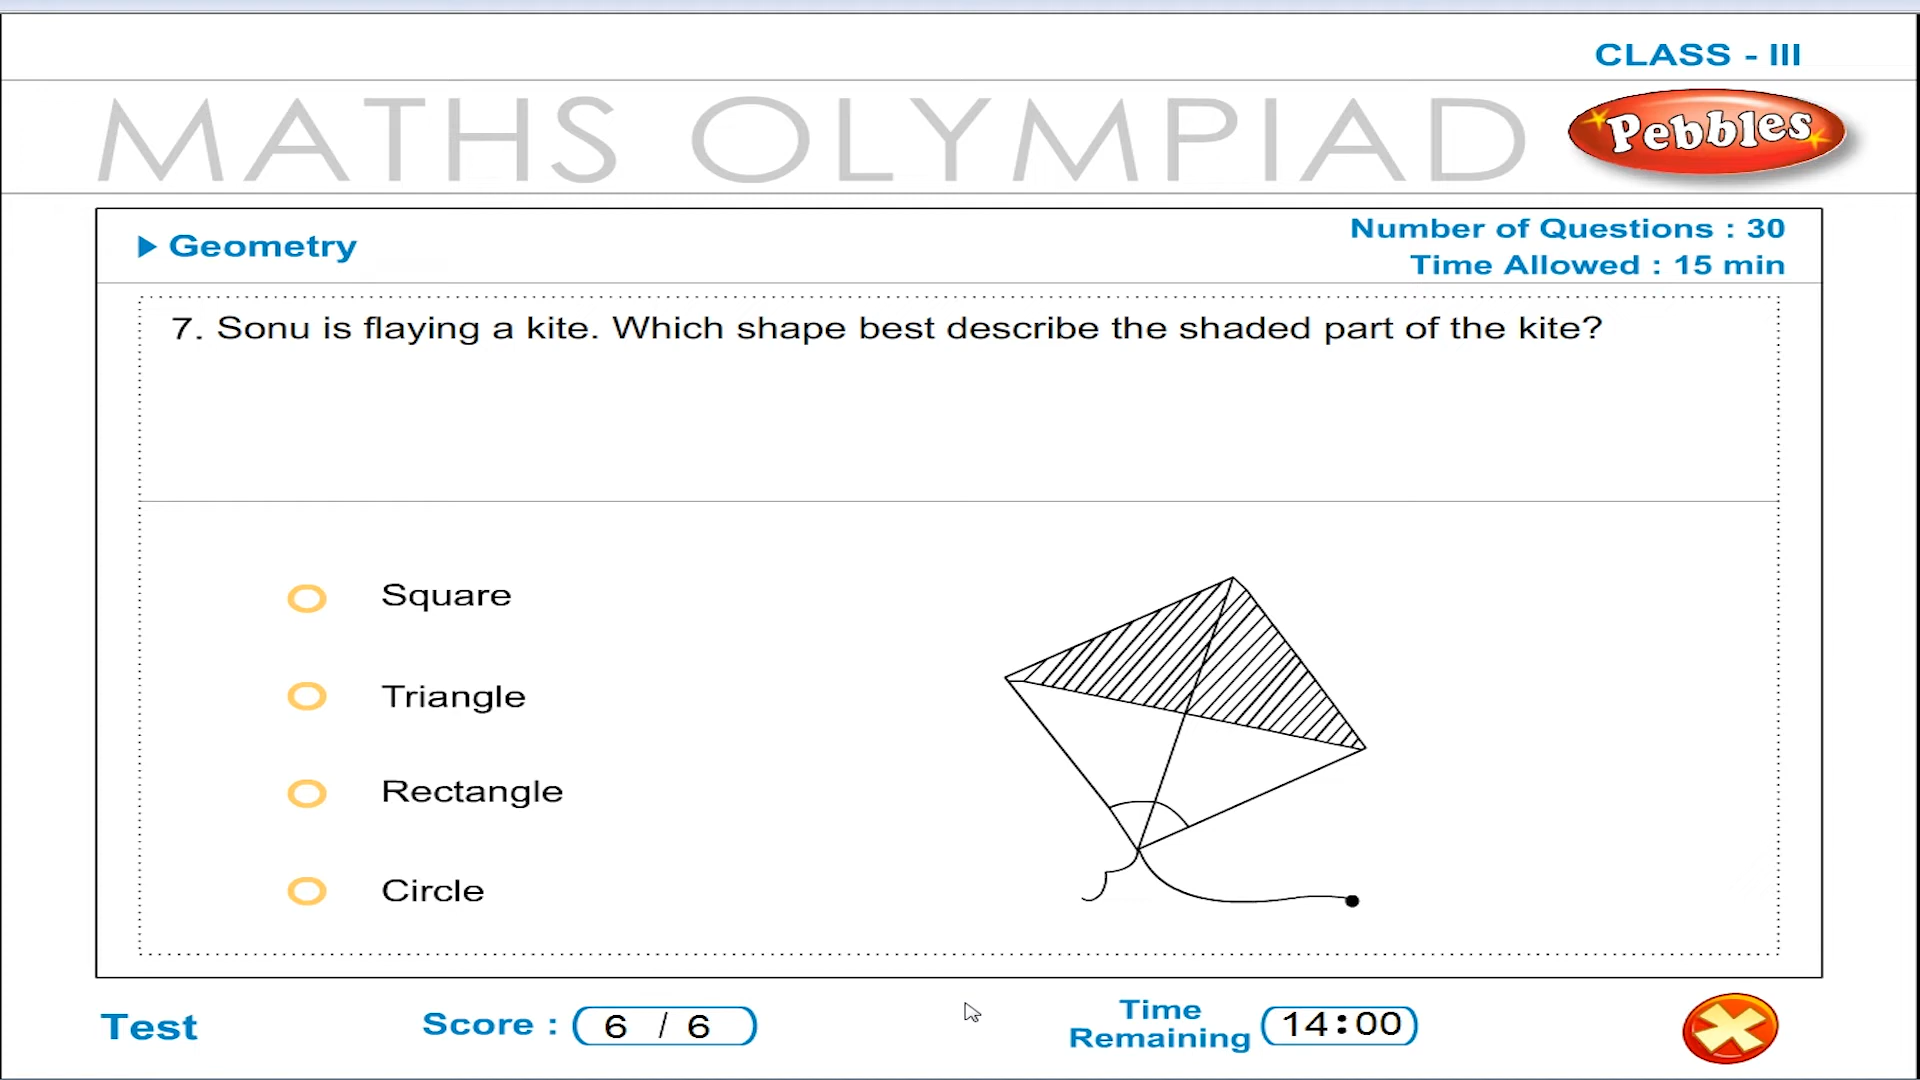 CLASS - III
MATHS OLYMPIAD
Pebbles
Geometry
Number of Questions : 30
Time Allowed : 15 min
7. Sonu is flaying a kite. Which shape best describe the shaded part of the kite?
Square
Triangle
Rectangle
Circle
Test
Score : 6 / 6
Time
Remaining
14:00